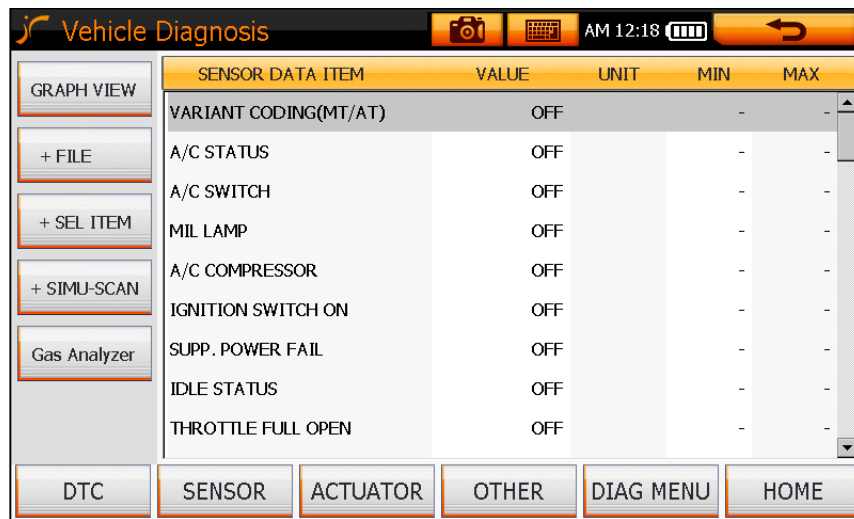 Vehicle Diagnosis AM 12:18
GRAPH VIEW
+ FILE
+ SEL ITEM
+ SIMU-SCAN
Gas Analyzer
SENSOR DATA ITEM VALUE UNIT MIN MAX
VARIANT CODING(MT/AT) OFF - -
A/C STATUS OFF - -
A/C SWITCH OFF - -
MIL LAMP OFF - -
A/C COMPRESSOR OFF - -
IGNITION SWITCH ON OFF - -
SUPP. POWER FAIL OFF - -
IDLE STATUS OFF - -
THROTTLE FULL OPEN OFF - -
DTC SENSOR ACTUATOR OTHER DIAG MENU HOME